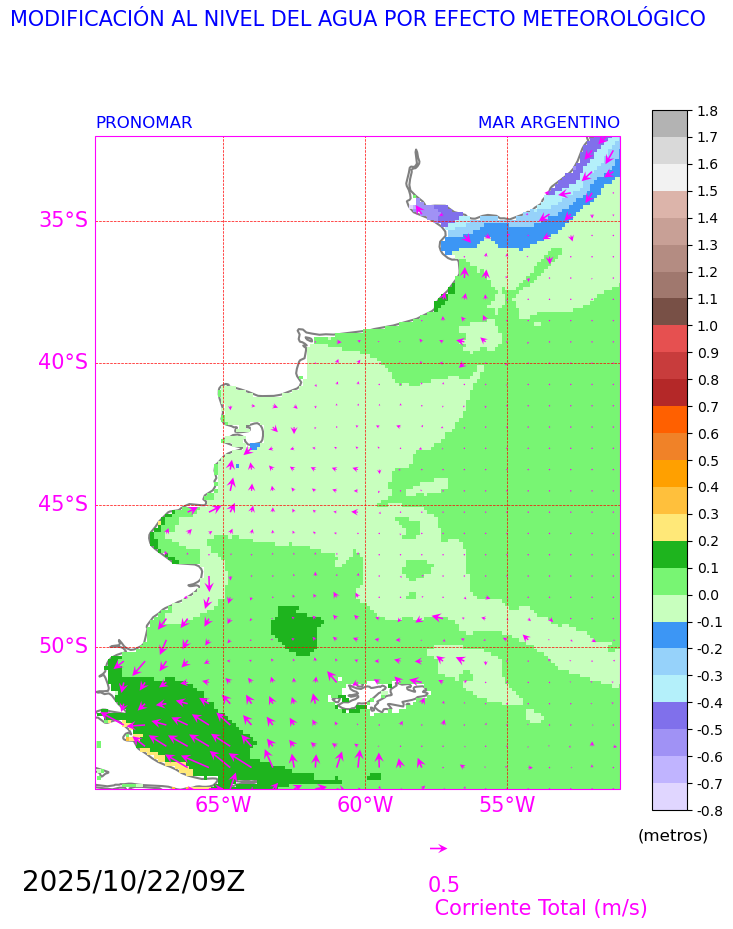 MODIFICACIÓN AL NIVEL DEL AGUA POR EFECTO METEOROLÓGICO
PRONOMAR MAR ARGENTINO
1.8
1.7
1.6
1.5
1.4
1.3
1.2
1.1
1.0
0.9
0.8
0.7
0.6
0.5
0.4
0.3
0.2
0.1
0.0
-0.1
-0.2
-0.3
-0.4
-0.5
-0.6
-0.7
-0.8
(metros)
35°S
40°S
45°S
50°S
65°W 60°W 55°W
2025/10/22/09Z
0.5
Corriente Total (m/s)